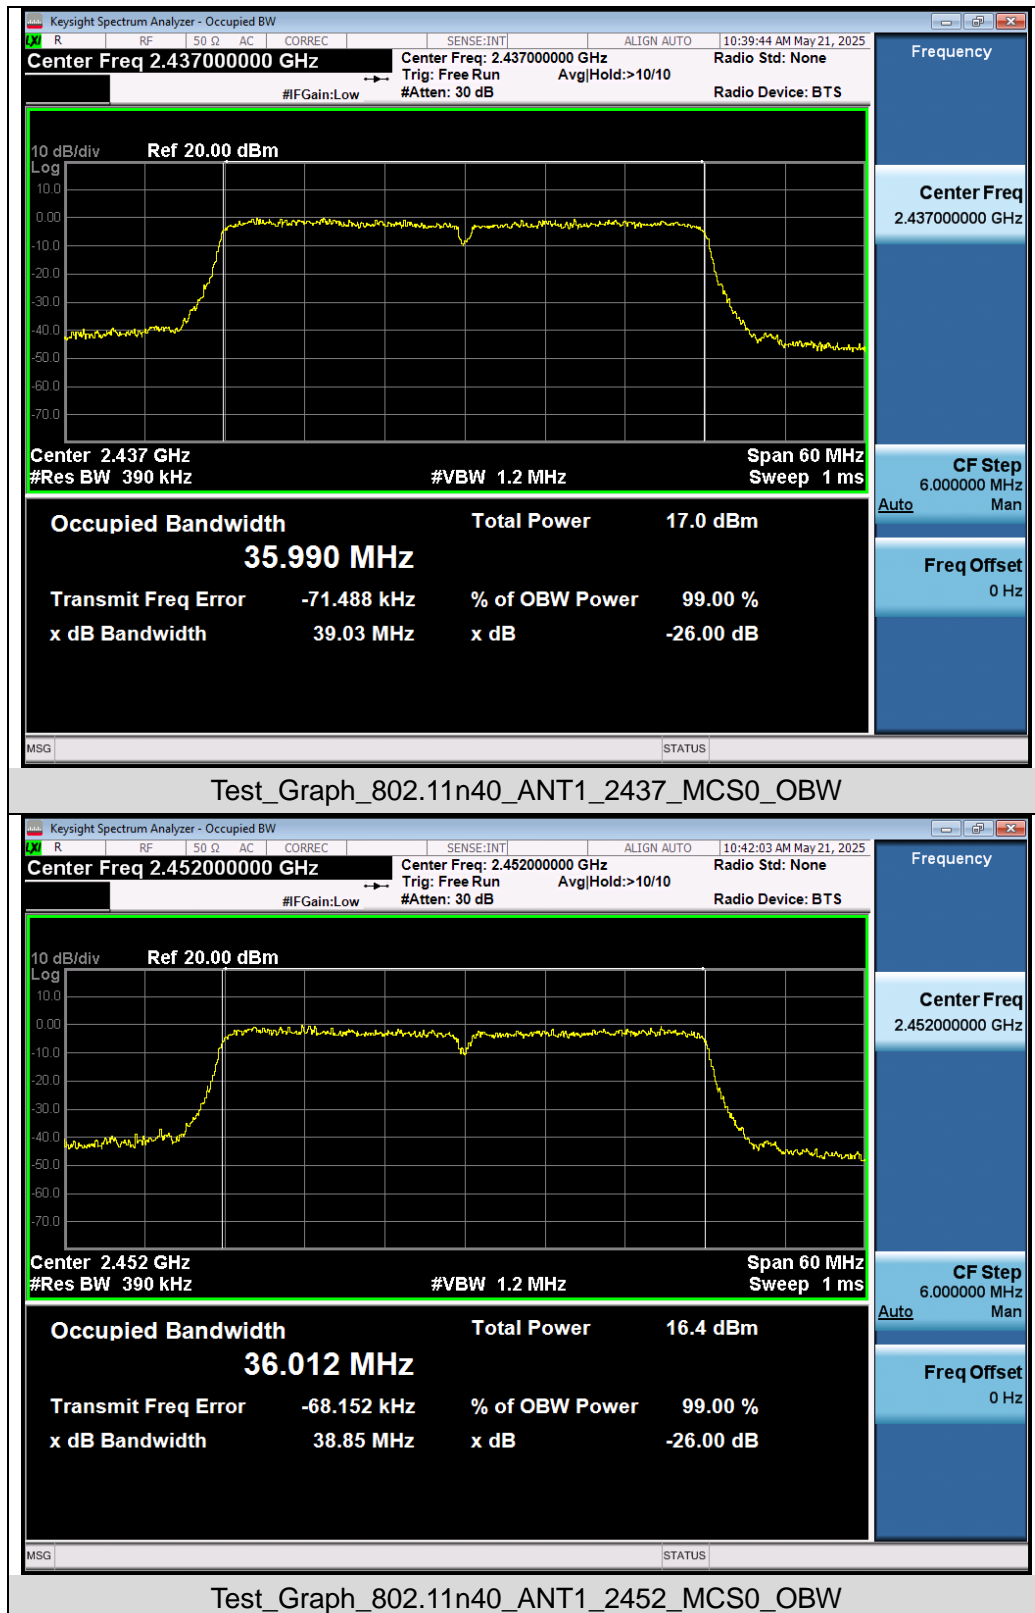 Keysight Spectrum Analyzer - Occupied BW
LXI R RF 50 Ω AC CORREC SENSE:INT ALIGN AUTO 10:39:44 AM May 21, 2025
Center Freq 2.437000000 GHz
Center Freq: 2.437000000 GHz
Radio Std: None
Trig: Free Run Avg|Hold:>10/10
#IFGain:Low #Atten: 30 dB
Radio Device: BTS
Frequency
10 dB/div Ref 20.00 dBm
Log
10.0
0.00
-10.0
-20.0
-30.0
-40.0
-50.0
-60.0
-70.0
Center 2.437 GHz Span 60 MHz
#Res BW 390 kHz #VBW 1.2 MHz Sweep 1 ms
Center Freq
2.437000000 GHz
CF Step
6.000000 MHz
Auto Man
Freq Offset
0 Hz
Occupied Bandwidth Total Power 17.0 dBm
35.990 MHz
Transmit Freq Error -71.488 kHz % of OBW Power 99.00 %
x dB Bandwidth 39.03 MHz x dB -26.00 dB
MSG STATUS
Test_Graph_802.11n40_ANT1_2437_MCS0_OBW
Keysight Spectrum Analyzer - Occupied BW
LXI R RF 50 Ω AC CORREC SENSE:INT ALIGN AUTO 10:42:03 AM May 21, 2025
Center Freq 2.452000000 GHz
Center Freq: 2.452000000 GHz
Radio Std: None
Trig: Free Run Avg|Hold:>10/10
#IFGain:Low #Atten: 30 dB
Radio Device: BTS
Frequency
10 dB/div Ref 20.00 dBm
Log
10.0
0.00
-10.0
-20.0
-30.0
-40.0
-50.0
-60.0
-70.0
Center 2.452 GHz Span 60 MHz
#Res BW 390 kHz #VBW 1.2 MHz Sweep 1 ms
Center Freq
2.452000000 GHz
CF Step
6.000000 MHz
Auto Man
Freq Offset
0 Hz
Occupied Bandwidth Total Power 16.4 dBm
36.012 MHz
Transmit Freq Error -68.152 kHz % of OBW Power 99.00 %
x dB Bandwidth 38.85 MHz x dB -26.00 dB
MSG STATUS
Test_Graph_802.11n40_ANT1_2452_MCS0_OBW